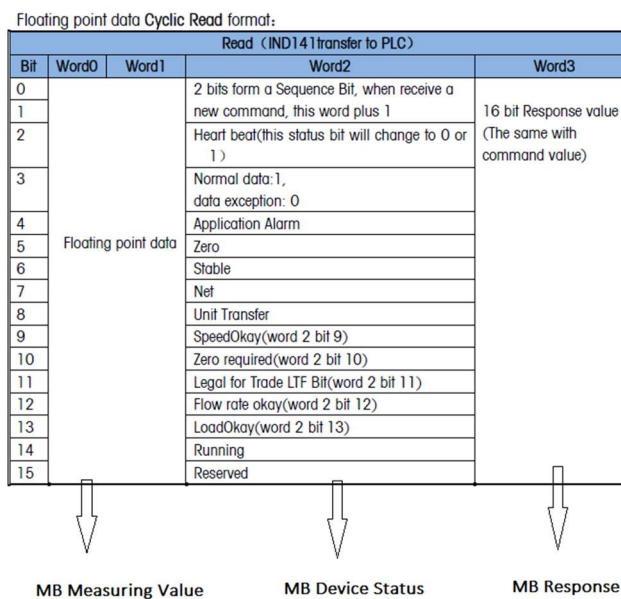 Floating point data Cyclic Read format:
Read (IND141transfer to PLC)
Bit Word0 Word1 Word2 Word3
0 2 bits form a Sequence Bit, when receive a
1 new command, this word plus 1
2 Heart beat(this status bit will change to 0 or
1)
3 Normal data:1,
data exception: 0
4 Application Alarm
5 Zero
6 Stable
7 Net
8 Unit Transfer
9 SpeedOkay(word 2 bit 9)
10 Zero required(word 2 bit 10)
11 Legal for Trade LTF Bit(word 2 bit 11)
12 Flow rate okay(word 2 bit 12)
13 LoadOkay(word 2 bit 13)
14 Running
15 Reserved
Floating point data
16 bit Response value
(The same with
command value)
MB Measuring Value MB Device Status MB Response